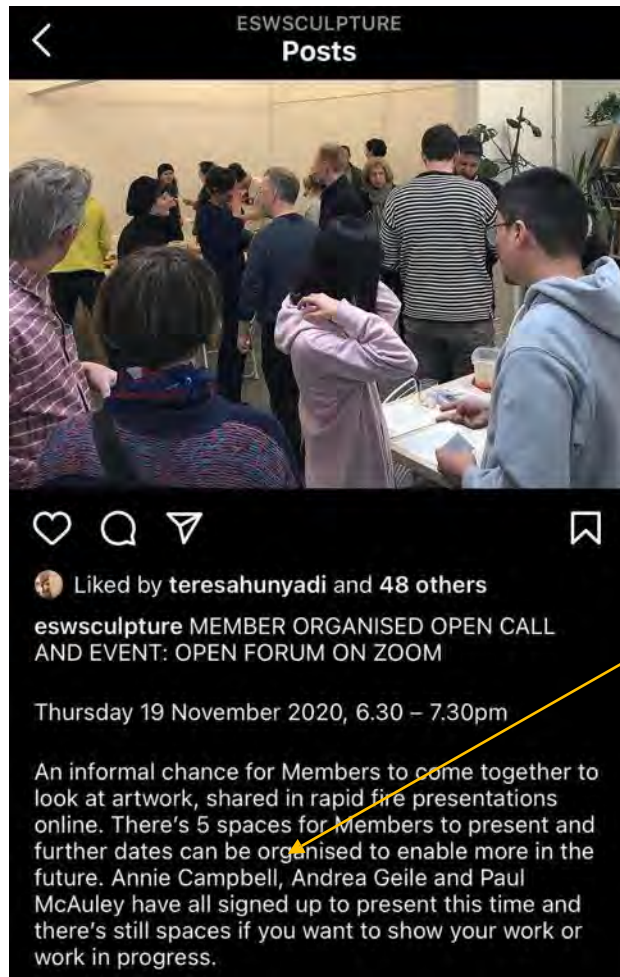 ESWSCULPTURE
Posts
Liked by teresahunyadi and 48 others
eswsculpture MEMBER ORGANISED OPEN CALL
AND EVENT: OPEN FORUM ON ZOOM
Thursday 19 November 2020, 6.30 – 7.30pm
An informal chance for Members to come together to
look at artwork, shared in rapid fire presentations
online. There's 5 spaces for Members to present and
further dates can be organised to enable more in the
future. Annie Campbell, Andrea Geile and Paul
McAuley have all signed up to present this time and
there's still spaces if you want to show your work or
work in progress.